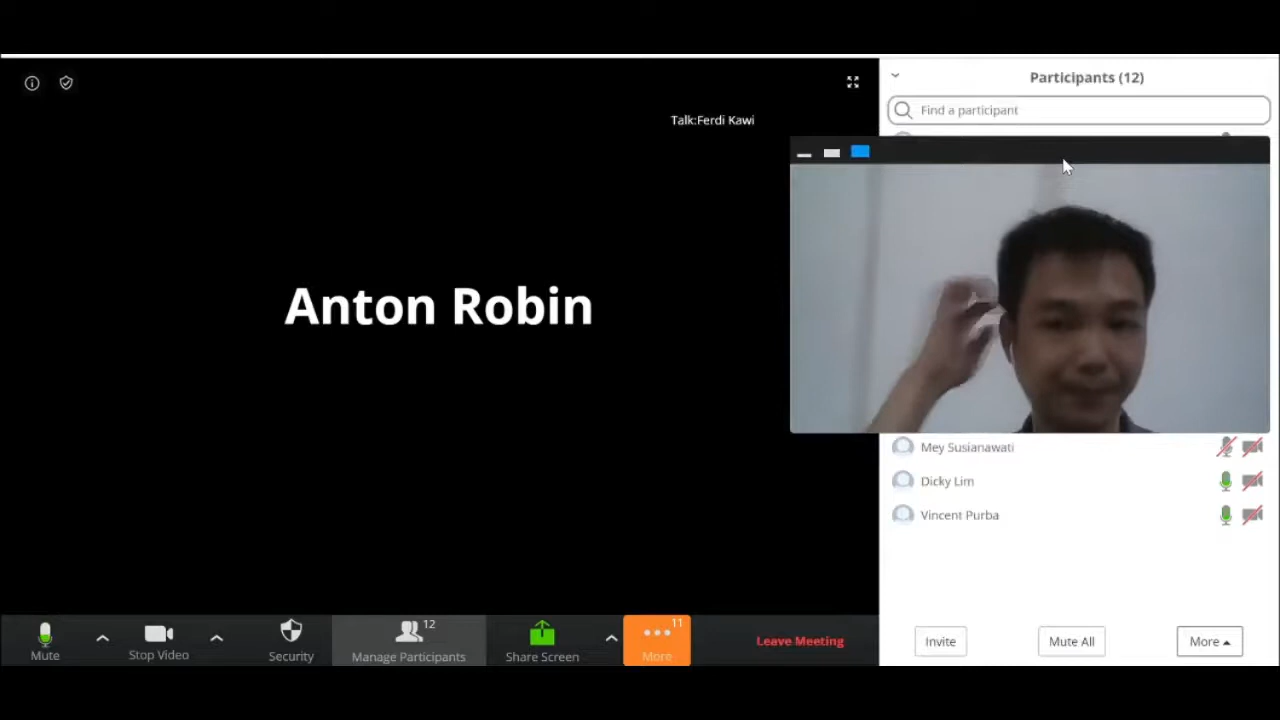 Participants (12)
Find a participant
Talk:Ferdi Kawi
Anton Robin
Mey Susianawati
Dicky Lim
Vincent Purba
Mute
Stop Video
Security
12
Manage Participants
Share Screen
11
More
Leave Meeting
Invite
Mute All
More